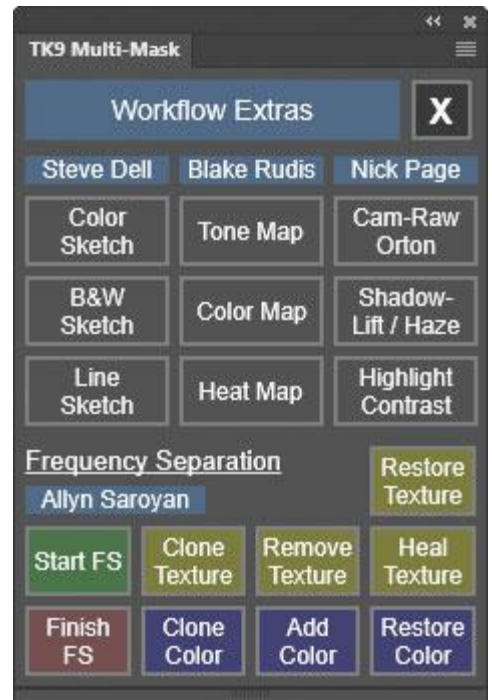 TK9 Multi-Mask
Workflow Extras
X
Steve Dell
Blake Rudis
Nick Page
Color
Sketch
Tone Map
Cam-Raw
Orton
B&W
Sketch
Color Map
Shadow-
Lift / Haze
Line
Sketch
Heat Map
Highlight
Contrast
Frequency Separation
Allyn Saroyan
Restore
Texture
Start FS
Clone
Texture
Remove
Texture
Heal
Texture
Finish
FS
Clone
Color
Add
Color
Restore
Color